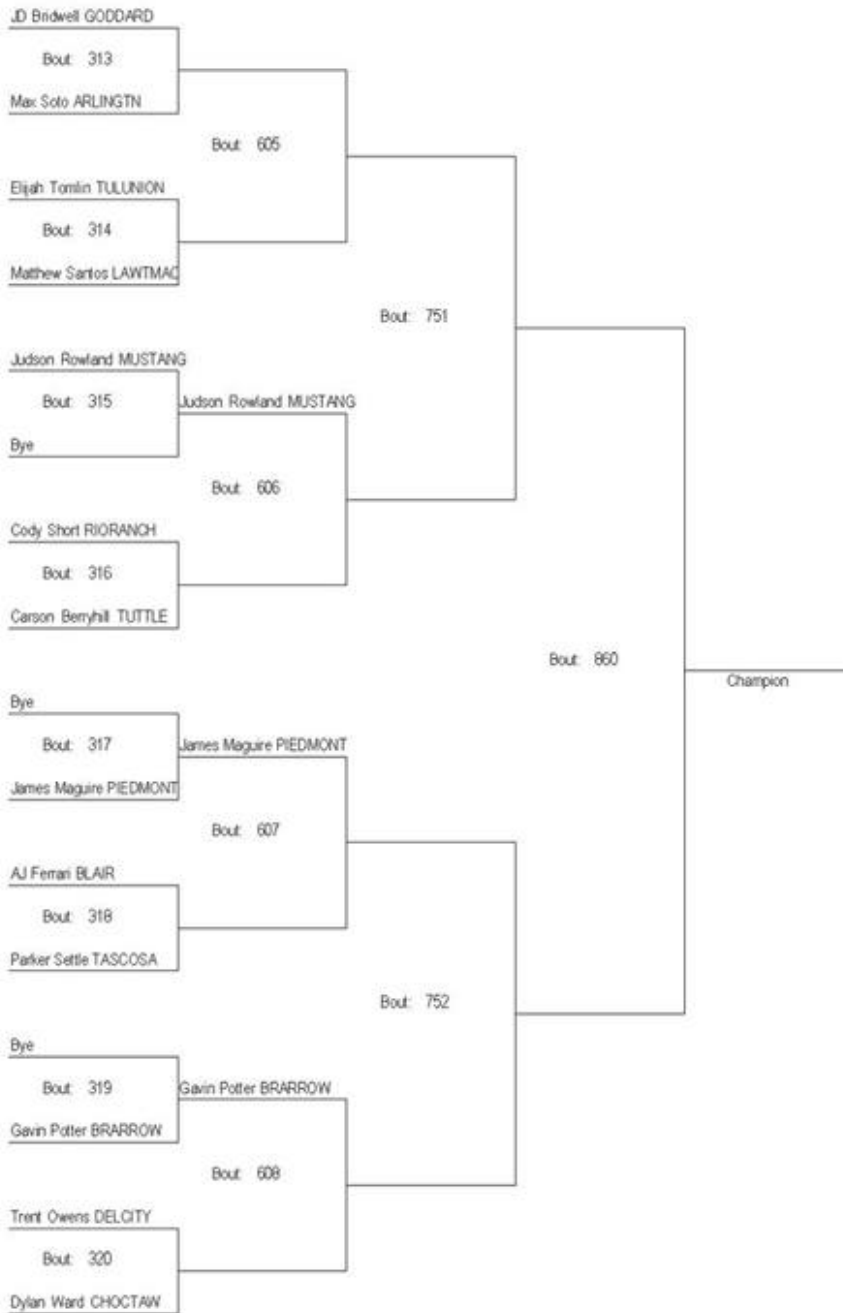 JD Bridwell GODDARD
Bout: 313
Max Soto ARLINGTN
Bout: 605
Elijah Tomlin TULUNION
Bout: 314
Matthew Santos LAWTMAC
Bout: 751
Judson Rowland MUSTANG
Bout: 315
Judson Rowland MUSTANG
Bye
Bout: 606
Cody Short RIORANCH
Bout: 316
Carson Berryhill TUTTLE
Bout: 860
Champion
Bye
Bout: 317
James Maguire PIEDMONT
James Maguire PIEDMONT
Bout: 607
AJ Ferrari BLAIR
Bout: 318
Parker Settle TASCOSA
Bout: 752
Bye
Bout: 319
Gavin Potter BRARROW
Gavin Potter BRARROW
Bout: 608
Trent Owens DELCITY
Bout: 320
Dylan Ward CHOCTAW